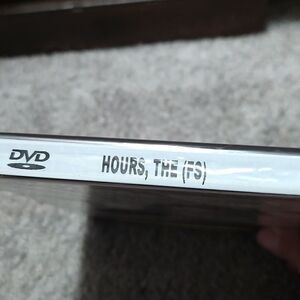 DVD
HOURS, THE (FS)